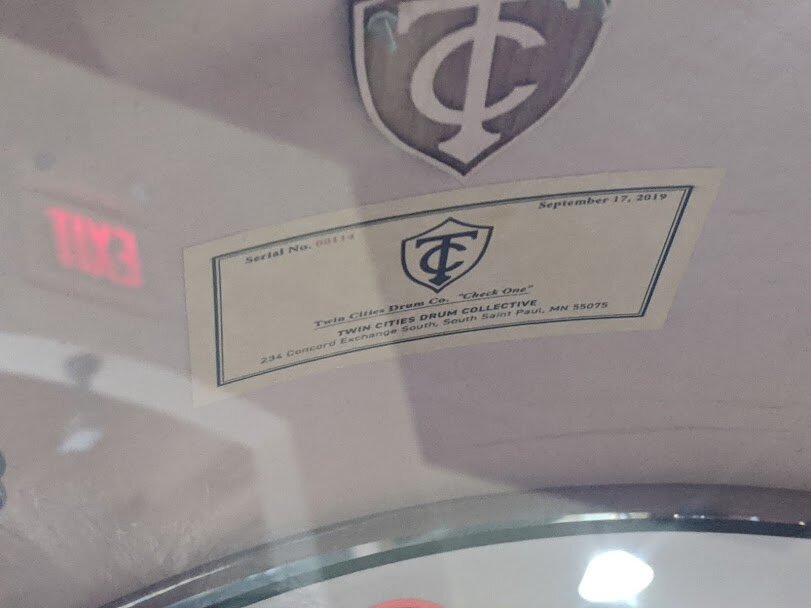 TC
Serial No. 00114
September 17, 2019
TC
Twin Cities Drum Co. "Check One"
TWIN CITIES DRUM COLLECTIVE
234 Concord Exchange South, South Saint Paul, MN 55075
EXIT